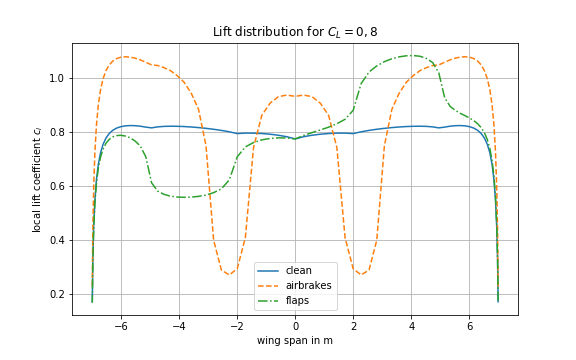 Lift distribution for C_L = 0, 8
local lift coefficient c_l
1.0
0.8
0.6
0.4
0.2
clean
airbrakes
flaps
−6 −4 −2 0 2 4 6
wing span in m